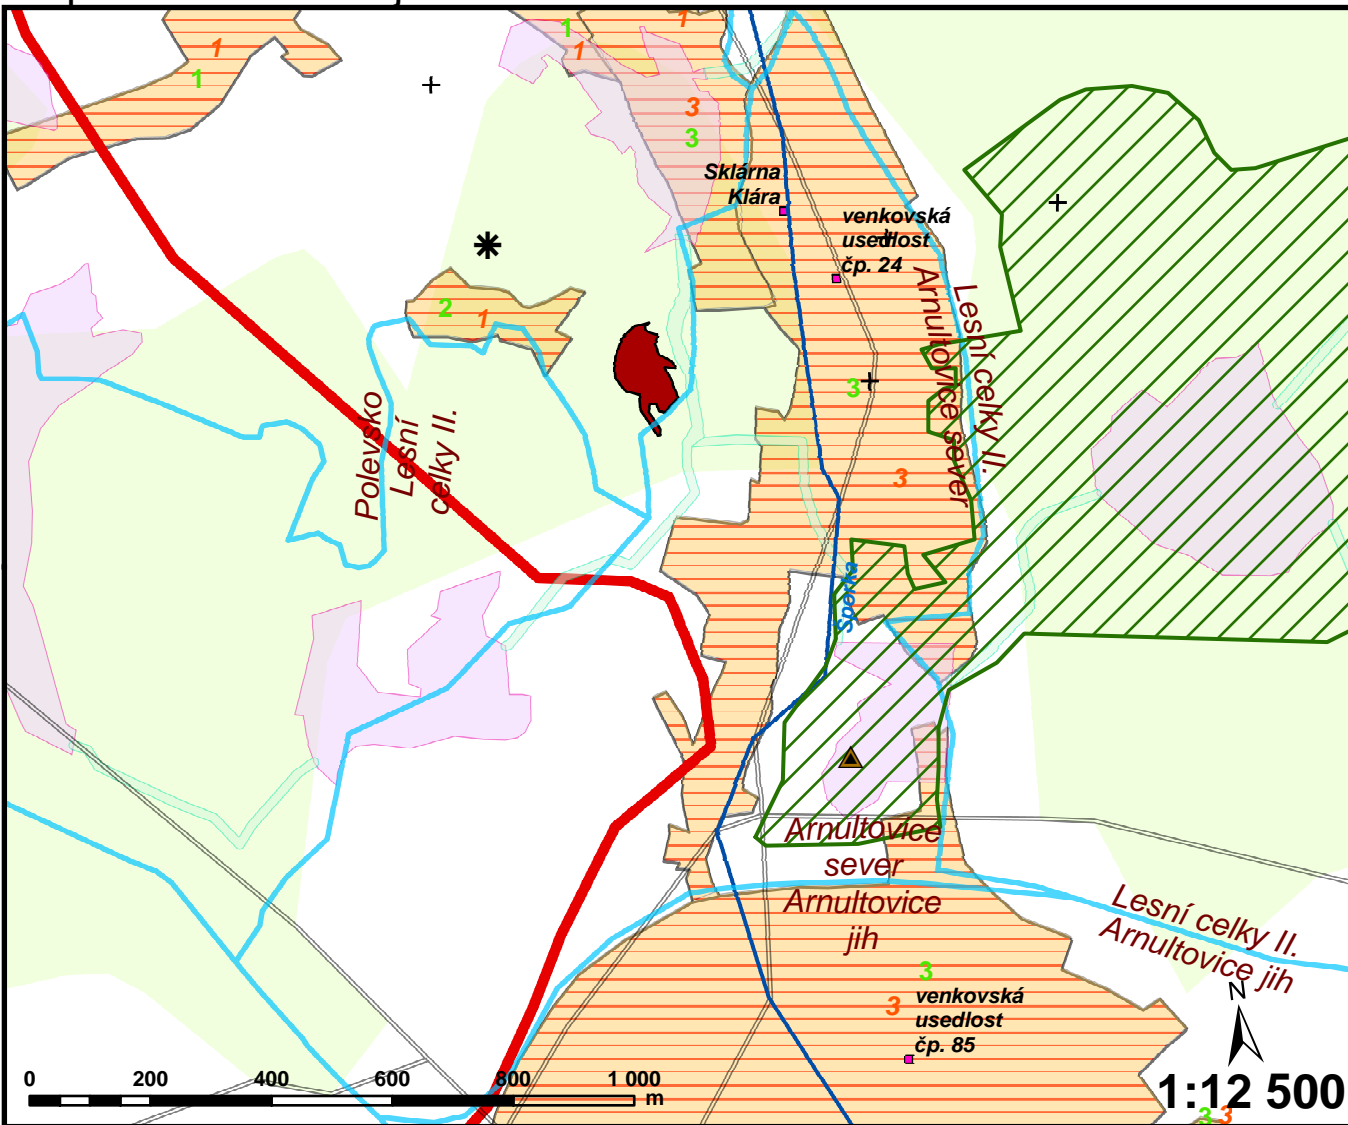 1
1
1
1
1
3
3
Sklárna
Klára
venkovská
usedlost
čp. 24
2
1
Lesní celky II.
Arnultovice sever
3
3
Polevsko
Lesní
celky II.
Šporka
Arnultovice
sever
Arnultovice
jih
Lesní celky II.
Arnultovice jih
3
3
venkovská
usedlost
čp. 85
N
0 200 400 600 800 1 000
m
1:12 500
3 3